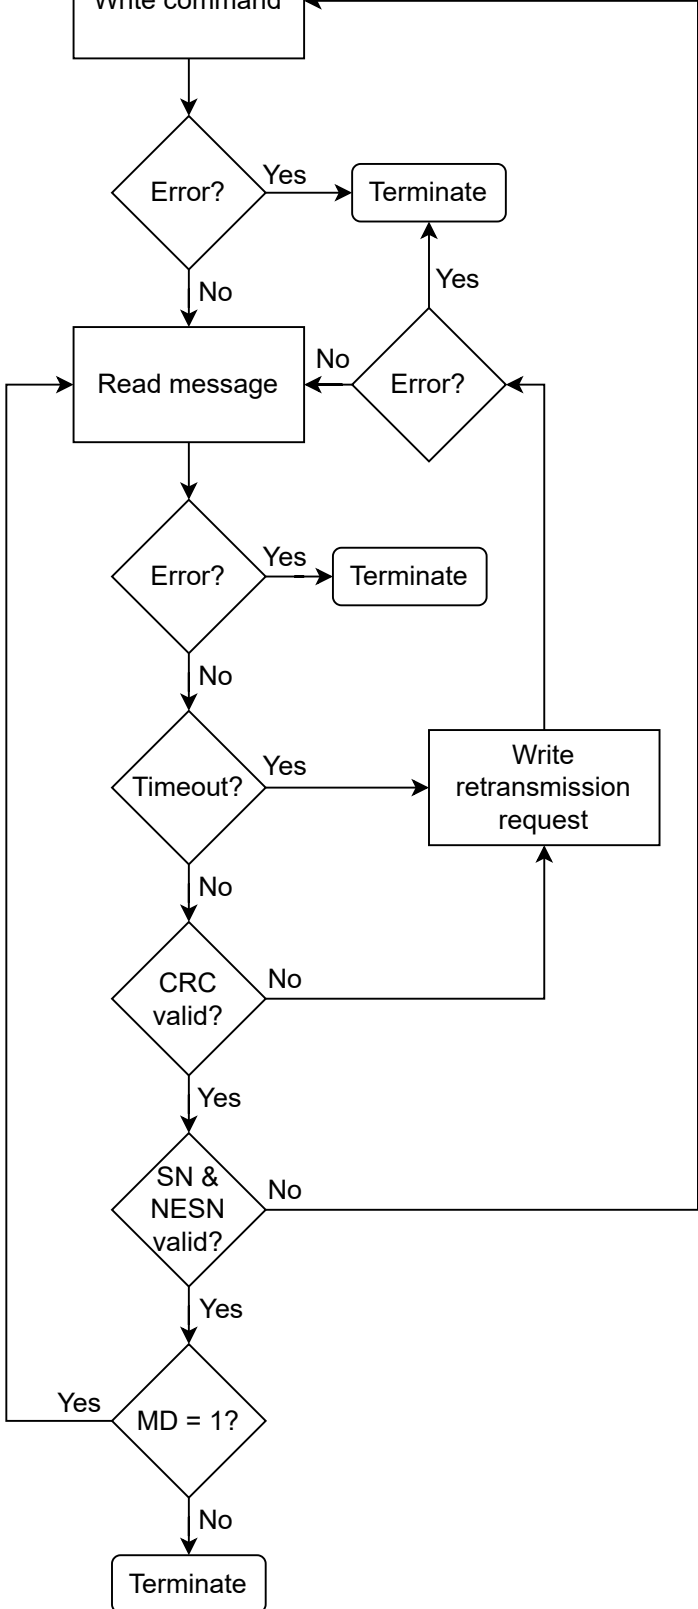 Write command
Error?
Yes
Terminate
No
Yes
Read message
No
Error?
Error?
Yes
Terminate
No
Timeout?
Yes
Write
retransmission
request
No
CRC
valid?
No
Yes
SN &
NESN
valid?
No
Yes
Yes
MD = 1?
No
Terminate